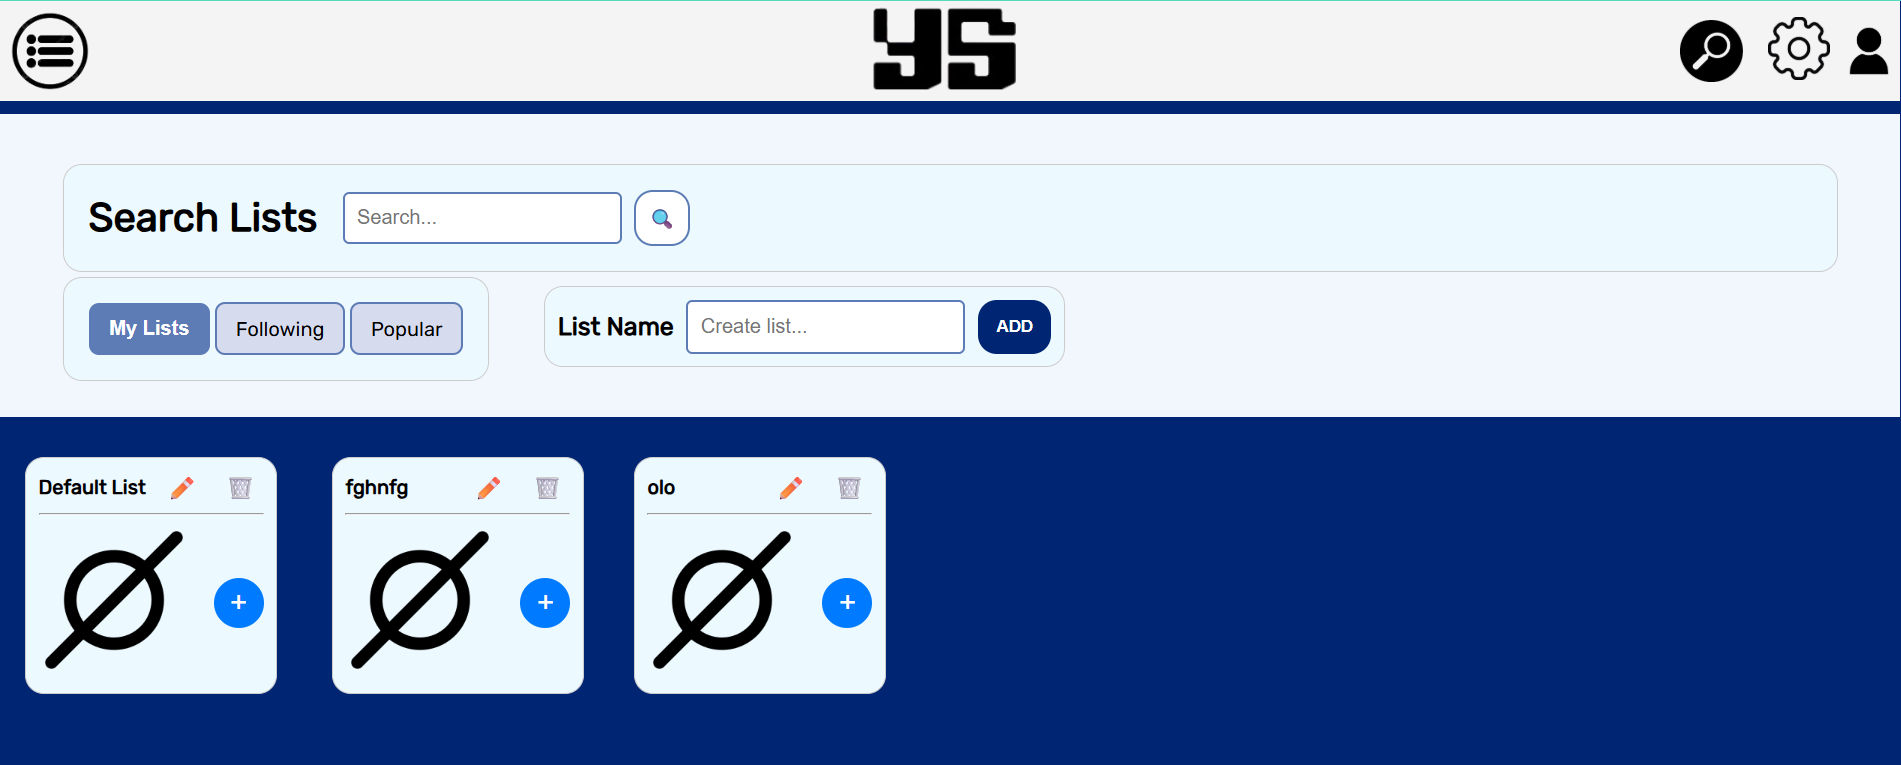 YS
Search Lists Search...
My Lists Following Popular
List Name Create list... ADD
Default List
fghnfg
olo
+
+
+